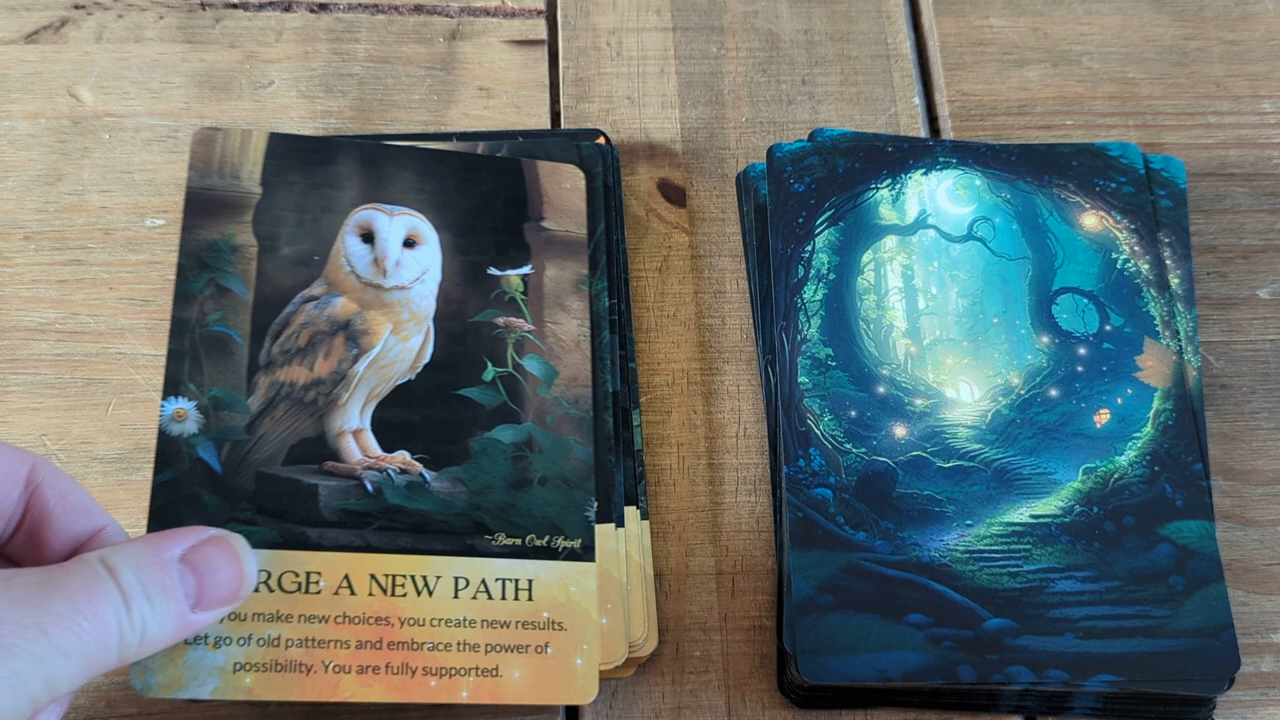 ~Barn Owl Spirit
RGE A NEW PATH
you make new choices, you create new results.
Let go of old patterns and embrace the power of
possibility. You are fully supported.